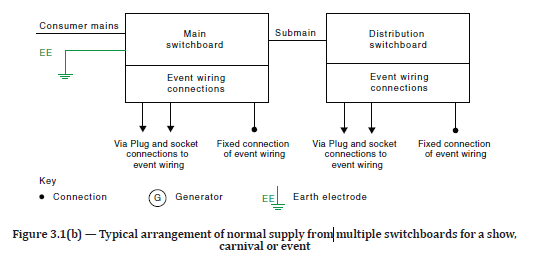 Consumer mains
EE
Main
switchboard
Submain
Distribution
switchboard
Event wiring
connections
Event wiring
connections
Via Plug and socket
connections to
event wiring
Fixed connection
of event wiring
Via Plug and socket
connections to
event wiring
Fixed connection
of event wiring
Key
Connection
G Generator
EE Earth electrode
Figure 3.1(b) — Typical arrangement of normal supply from multiple switchboards for a show,
carnival or event